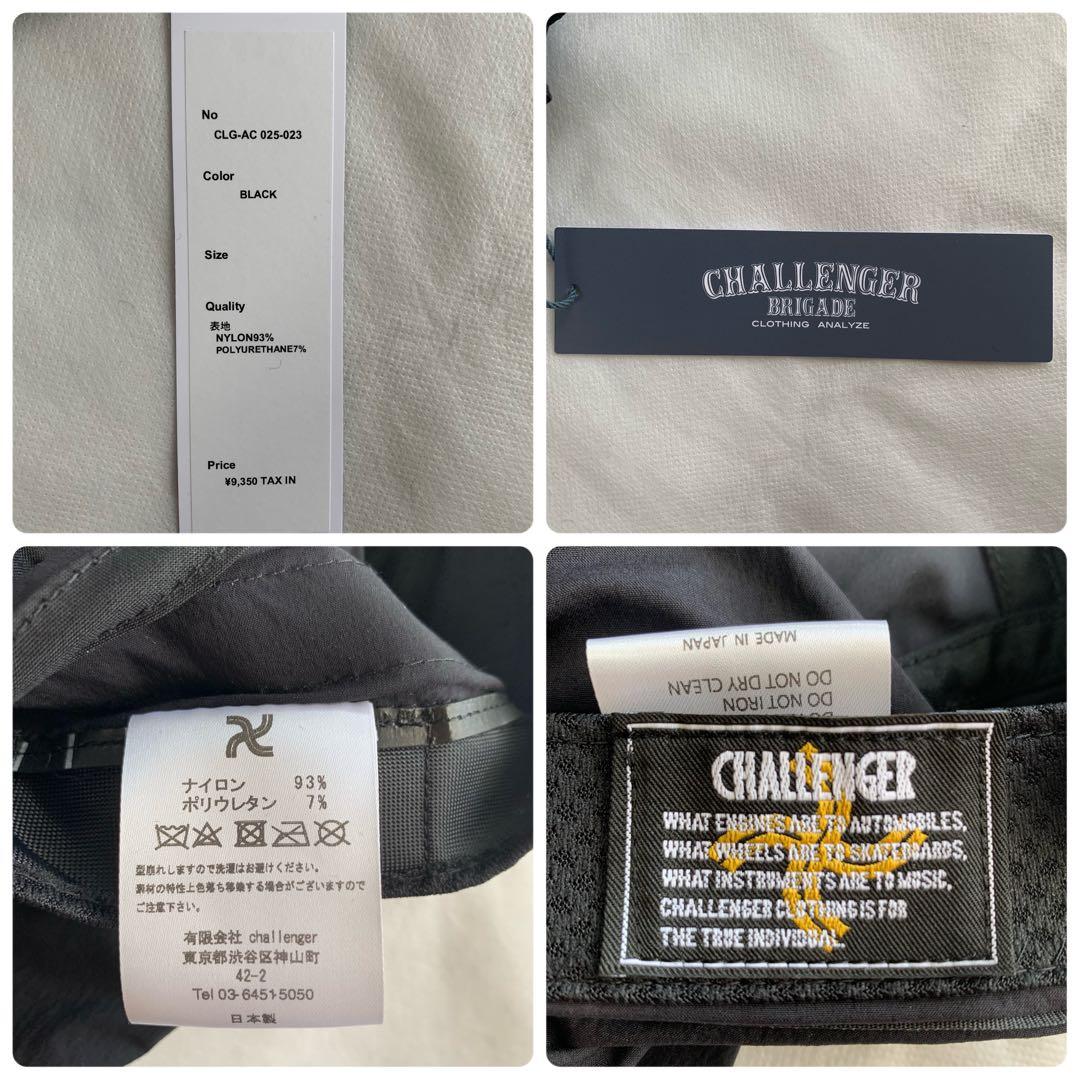 No
CLG-AC 025-023
Color
BLACK
Size
Quality
表地
NYLON93%
POLYURETHANE7%
Price
¥9,350 TAX IN
CHALLENGER
BRIGADE
CLOTHING ANALYZE
ナイロン 93%
ポリウレタン 7%
型崩れしますので洗濯はお避けください。
素材の特性上色落ち移染する場合がございますので
ご注意下さい。
有限会社 challenger
東京都渋谷区神山町
42-2
Tel 03-6451-5050
日本製
MADE IN JAPAN
DO NOT DRY CLEAN
DO NOT IRON
CHALLENGER
WHAT ENGINES ARE TO AUTOMOBILES,
WHAT WHEELS ARE TO SKATEBOARDS,
WHAT INSTRUMENTS ARE TO MUSIC,
CHALLENGER CLOTHING IS FOR
THE TRUE INDIVIDUAL.